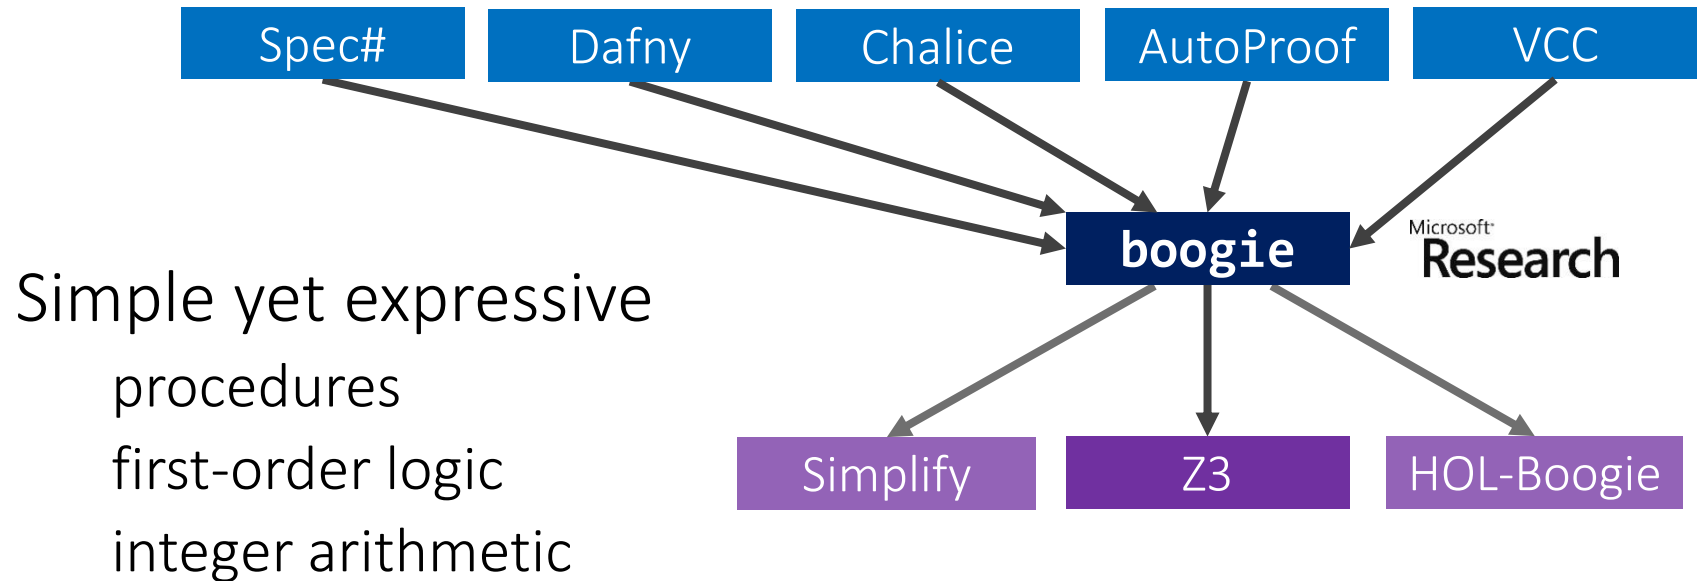 Spec#
Dafny
Chalice
AutoProof
VCC
boogie
Microsoft®
Research
Simple yet expressive
procedures
first-order logic
integer arithmetic
Simplify
Z3
HOL-Boogie